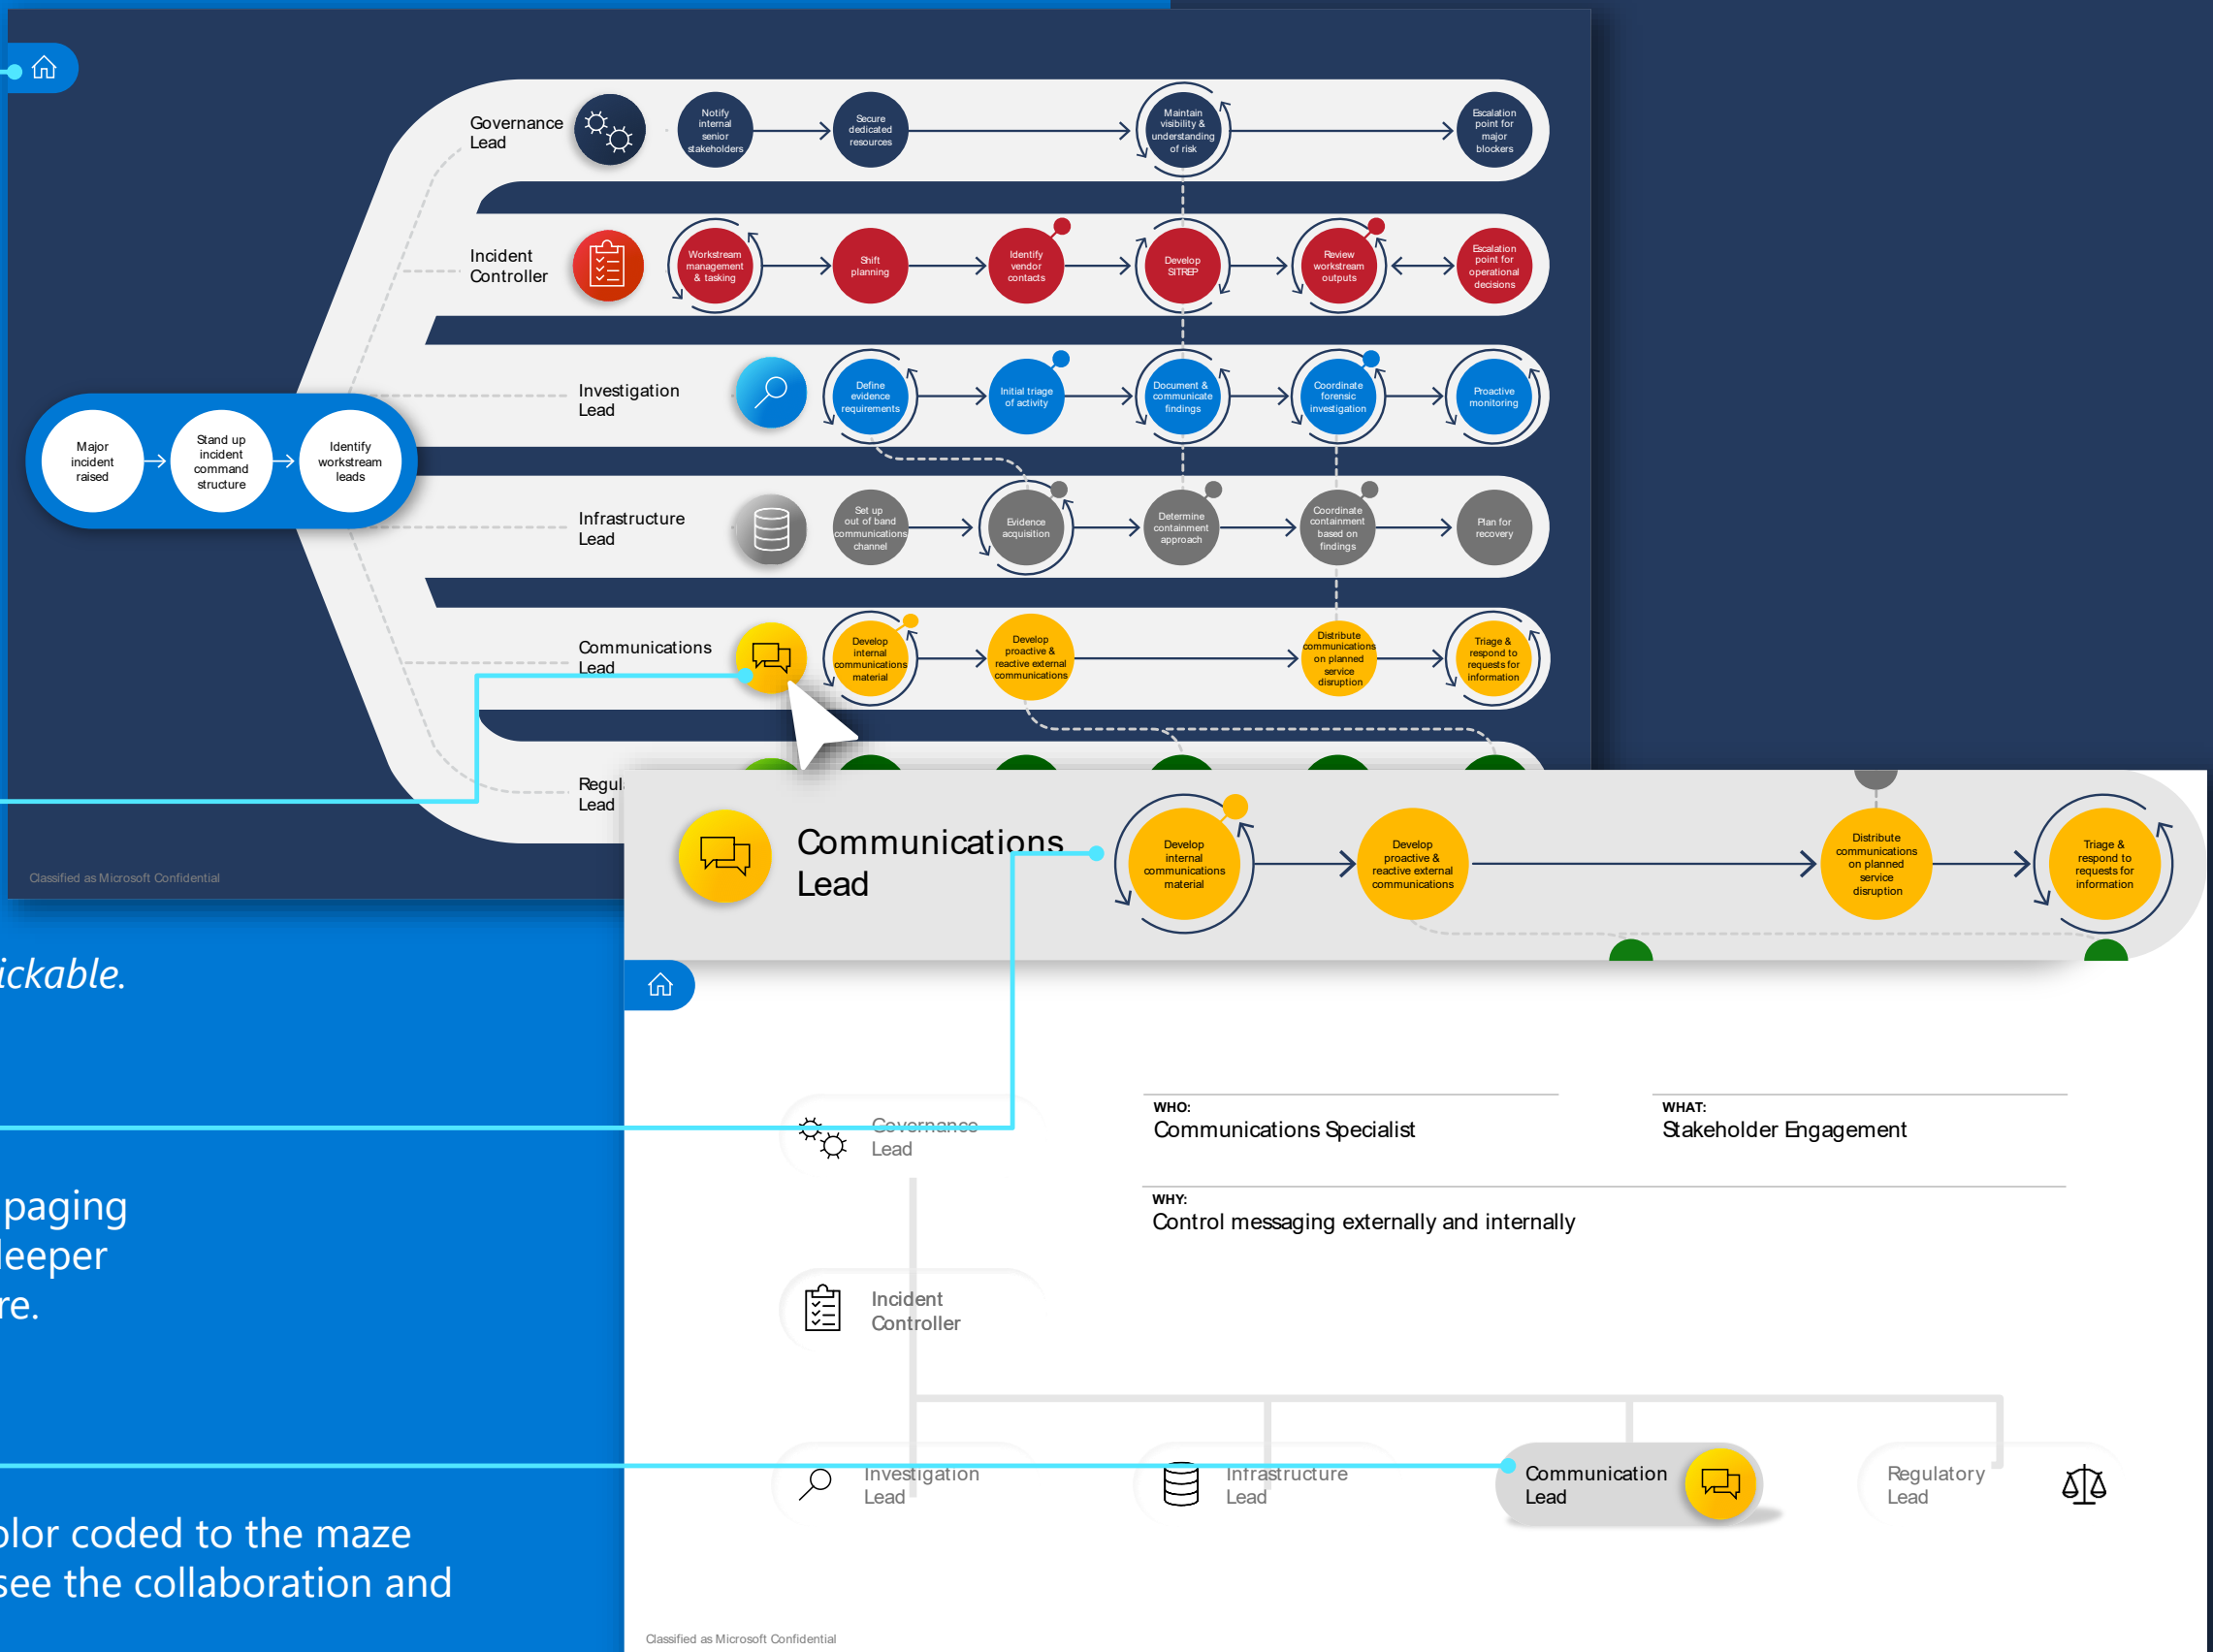 Governance
Lead
Notify
internal
senior
stakeholders
Secure
dedicated
resources
Maintain
visibility &
understanding
of risk
Escalation
point for
major
blockers
Incident
Controller
Workstream
management
& tasking
Shift
planning
Identify
vendor
contacts
Develop
SITREP
Review
workstream
outputs
Escalation
point for
operational
decisions
Investigation
Lead
Define
evidence
requirements
Initial triage
of activity
Document &
communicate
findings
Coordinate
forensic
investigation
Proactive
monitoring
Major
incident
raised
Stand up
incident
command
structure
Identify
workstream
leads
Infrastructure
Lead
Set up
out of band
communications
channel
Evidence
acquisition
Determine
containment
approach
Coordinate
containment
based on
findings
Plan for
recovery
Communications
Lead
Develop
internal
communications
material
Develop
proactive &
reactive external
communications
Distribute
communications
on planned
service
disruption
Triage &
respond to
requests for
information
Regul
Lead
Classified as Microsoft Confidential
Communications
Lead
Develop
internal
communications
material
Develop
proactive &
reactive external
communications
Distribute
communications
on planned
service
disruption
Triage &
respond to
requests for
information
ickable.
paging
deeper
re.
olor coded to the maze
see the collaboration and
Governance
Lead
WHO:
Communications Specialist
WHAT:
Stakeholder Engagement
WHY:
Control messaging externally and internally
Incident
Controller
Investigation
Lead
Infrastructure
Lead
Communication
Lead
Regulatory
Lead
Classified as Microsoft Confidential